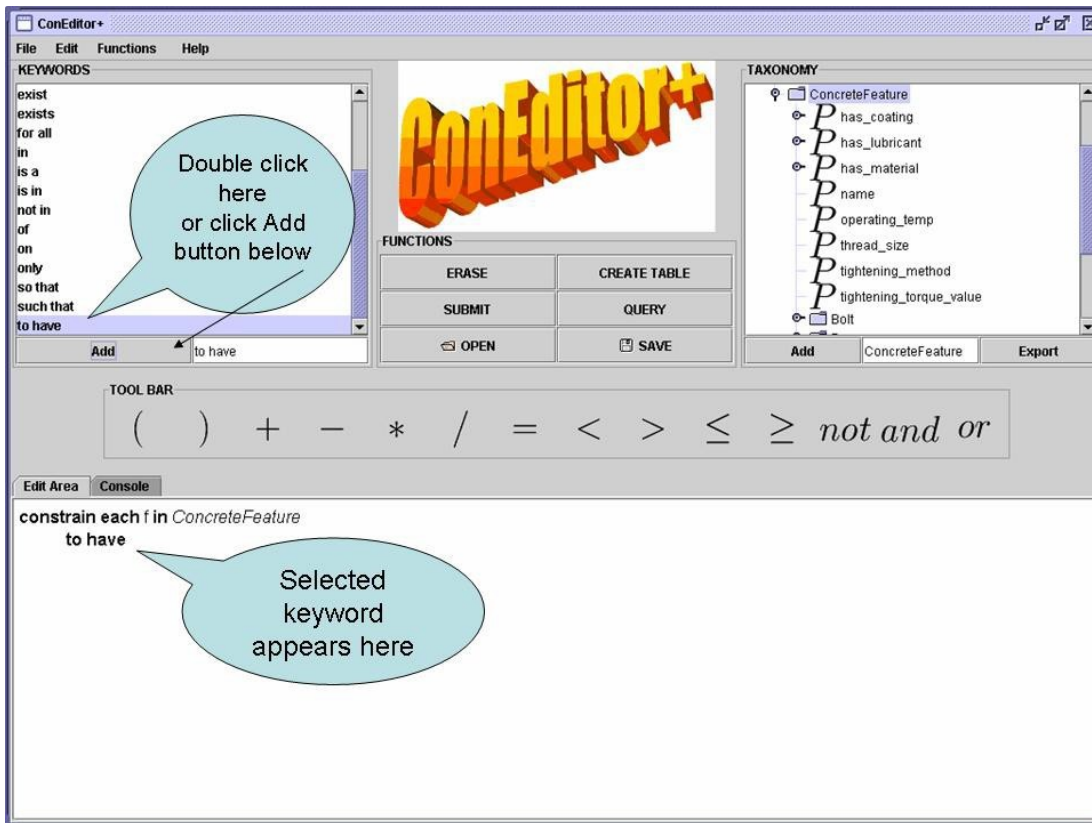 ConEditor+
File Edit Functions Help
KEYWORDS
exist
exists
for all
in
is a
is in
not in
of
on
only
so that
such that
to have
Add
to have
Double click
here
or click Add
button below
ConEditor+
FUNCTIONS
ERASE CREATE TABLE
SUBMIT QUERY
OPEN SAVE
TAXONOMY
ConcreteFeature
P has_coating
P has_lubricant
P has_material
P name
P operating_temp
P thread_size
P tightening_method
P tightening_torque_value
Bolt
Add ConcreteFeature Export
TOOL BAR
( ) + − * / = < > ≤ ≥ not and or
Edit Area Console
constrain each f in ConcreteFeature
to have
Selected
keyword
appears here